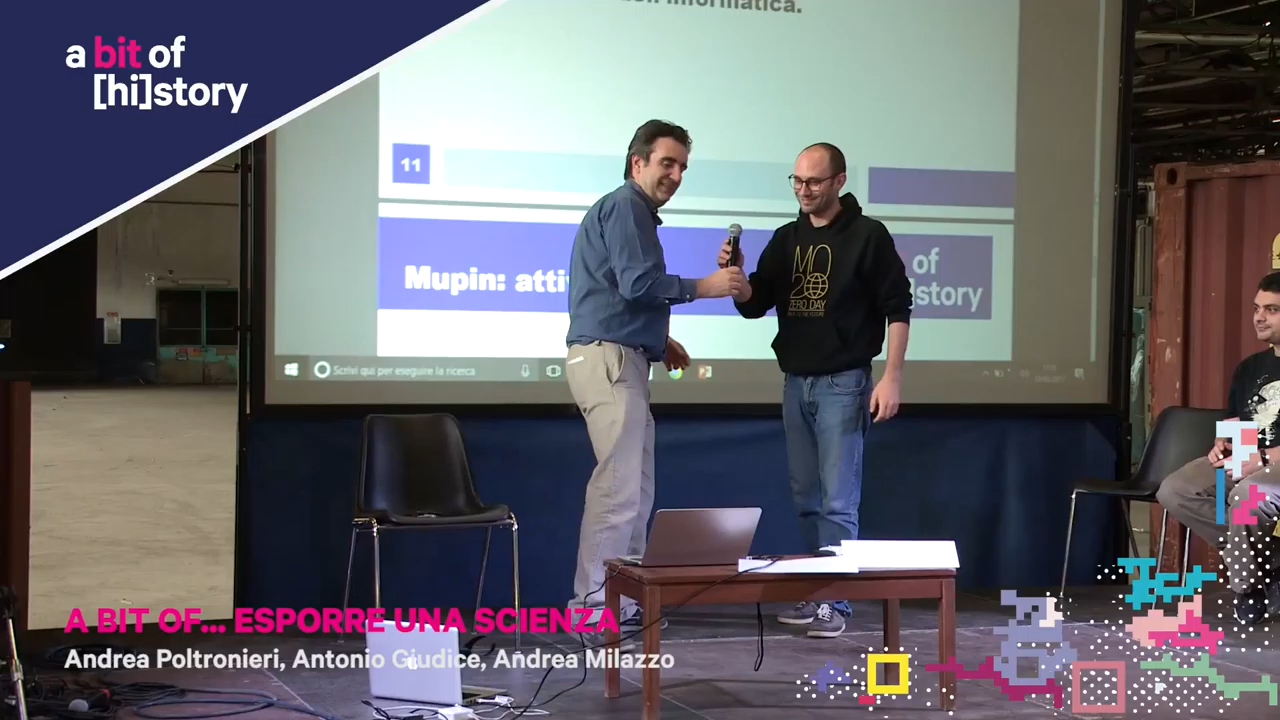 a bit of
[hi]story
informatica.
11
Mupin: atti
of
story
MO
20
ZERO DAY
Scrivi qui per eseguire la ricerca
A BIT OF... ESPORRE UNA SCIENZA
Andrea Poltronieri, Antonio Giudice, Andrea Milazzo